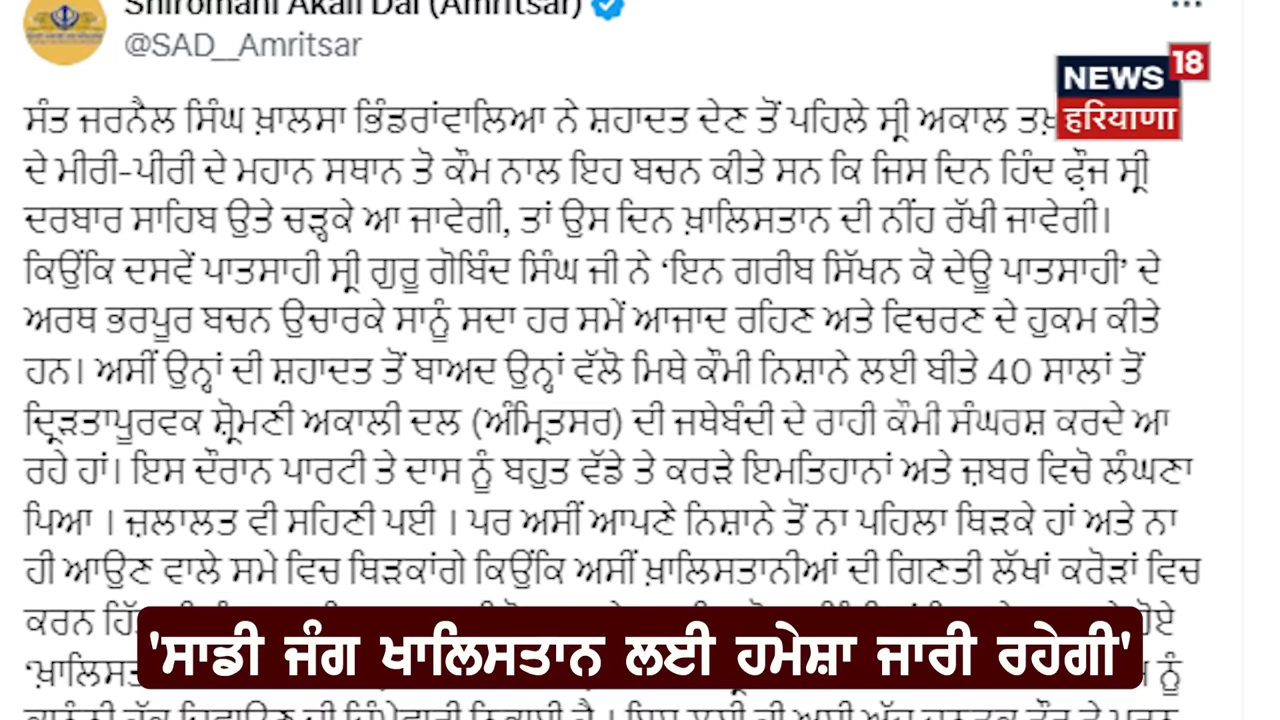 Shiromani Akali Dal (Amritsar)
@SAD__Amritsar
NEWS 18
हरियाणा
ਸੰਤ ਜਰਨੈਲ ਸਿੰਘ ਖ਼ਾਲਸਾ ਭਿੰਡਰਾਂਵਾਲਿਆ ਨੇ ਸ਼ਹਾਦਤ ਦੇਣ ਤੋਂ ਪਹਿਲੇ ਸ੍ਰੀ ਅਕਾਲ
ਦੇ ਮੀਰੀ-ਪੀਰੀ ਦੇ ਮਹਾਨ ਸਥਾਨ ਤੋ ਕੌਮ ਨਾਲ ਇਹ ਬਚਨ ਕੀਤੇ ਸਨ ਕਿ ਜਿਸ ਦਿਨ ਹਿੰਦ ਫ਼ੌਜ ਸ੍ਰੀ
ਦਰਬਾਰ ਸਾਹਿਬ ਉਤੇ ਚੜ੍ਹਕੇ ਆ ਜਾਵੇਗੀ, ਤਾਂ ਉਸ ਦਿਨ ਖ਼ਾਲਿਸਤਾਨ ਦੀ ਨੀਂਹ ਰੱਖੀ ਜਾਵੇਗੀ।
ਕਿਉਂਕਿ ਦਸਵੇਂ ਪਾਤਸਾਹੀ ਸ੍ਰੀ ਗੁਰੂ ਗੋਬਿੰਦ ਸਿੰਘ ਜੀ ਨੇ ‘ਇਨ ਗਰੀਬ ਸਿੱਖਨ ਕੋ ਦੇਊ ਪਾਤਸਾਹੀ’ ਦੇ
ਅਰਥ ਭਰਪੂਰ ਬਚਨ ਉਚਾਰਕੇ ਸਾਨੂੰ ਸਦਾ ਹਰ ਸਮੇਂ ਆਜਾਦ ਰਹਿਣ ਅਤੇ ਵਿਚਰਣ ਦੇ ਹੁਕਮ ਕੀਤੇ
ਹਨ। ਅਸੀਂ ਉਨ੍ਹਾਂ ਦੀ ਸ਼ਹਾਦਤ ਤੋਂ ਬਾਅਦ ਉਨ੍ਹਾਂ ਵੱਲੋ ਮਿਥੇ ਕੌਮੀ ਨਿਸ਼ਾਨੇ ਲਈ ਬੀਤੇ 40 ਸਾਲਾਂ ਤੋਂ
ਦ੍ਰਿੜਤਾਪੂਰਵਕ ਸ਼੍ਰੋਮਣੀ ਅਕਾਲੀ ਦਲ (ਅੰਮ੍ਰਿਤਸਰ) ਦੀ ਜਥੇਬੰਦੀ ਦੇ ਰਾਹੀ ਕੌਮੀ ਸੰਘਰਸ਼ ਕਰਦੇ ਆ
ਰਹੇ ਹਾਂ। ਇਸ ਦੌਰਾਨ ਪਾਰਟੀ ਤੇ ਦਾਸ ਨੂੰ ਬਹੁਤ ਵੱਡੇ ਤੇ ਕਰੜੇ ਇਮਤਿਹਾਨਾਂ ਅਤੇ ਜ਼ਬਰ ਵਿਚੋ ਲੰਘਣਾ
ਪਿਆ । ਜ਼ਲਾਲਤ ਵੀ ਸਹਿਣੀ ਪਈ । ਪਰ ਅਸੀਂ ਆਪਣੇ ਨਿਸ਼ਾਨੇ ਤੋਂ ਨਾ ਪਹਿਲਾ ਥਿੜਕੇ ਹਾਂ ਅਤੇ ਨਾ
ਹੀ ਆਉਣ ਵਾਲੇ ਸਮੇ ਵਿਚ ਥਿੜਕਾਂਗੇ ਕਿਉਂਕਿ ਅਸੀਂ ਖ਼ਾਲਿਸਤਾਨੀਆਂ ਦੀ ਗਿਣਤੀ ਲੱਖਾਂ ਕਰੋੜਾਂ ਵਿਚ
ਕਰਨ
'ਸਾਡੀ ਜੰਗ ਖਾਲਿਸਤਾਨ ਲਈ ਹਮੇਸ਼ਾ ਜਾਰੀ ਰਹੇਗੀ'
ਨੂੰ